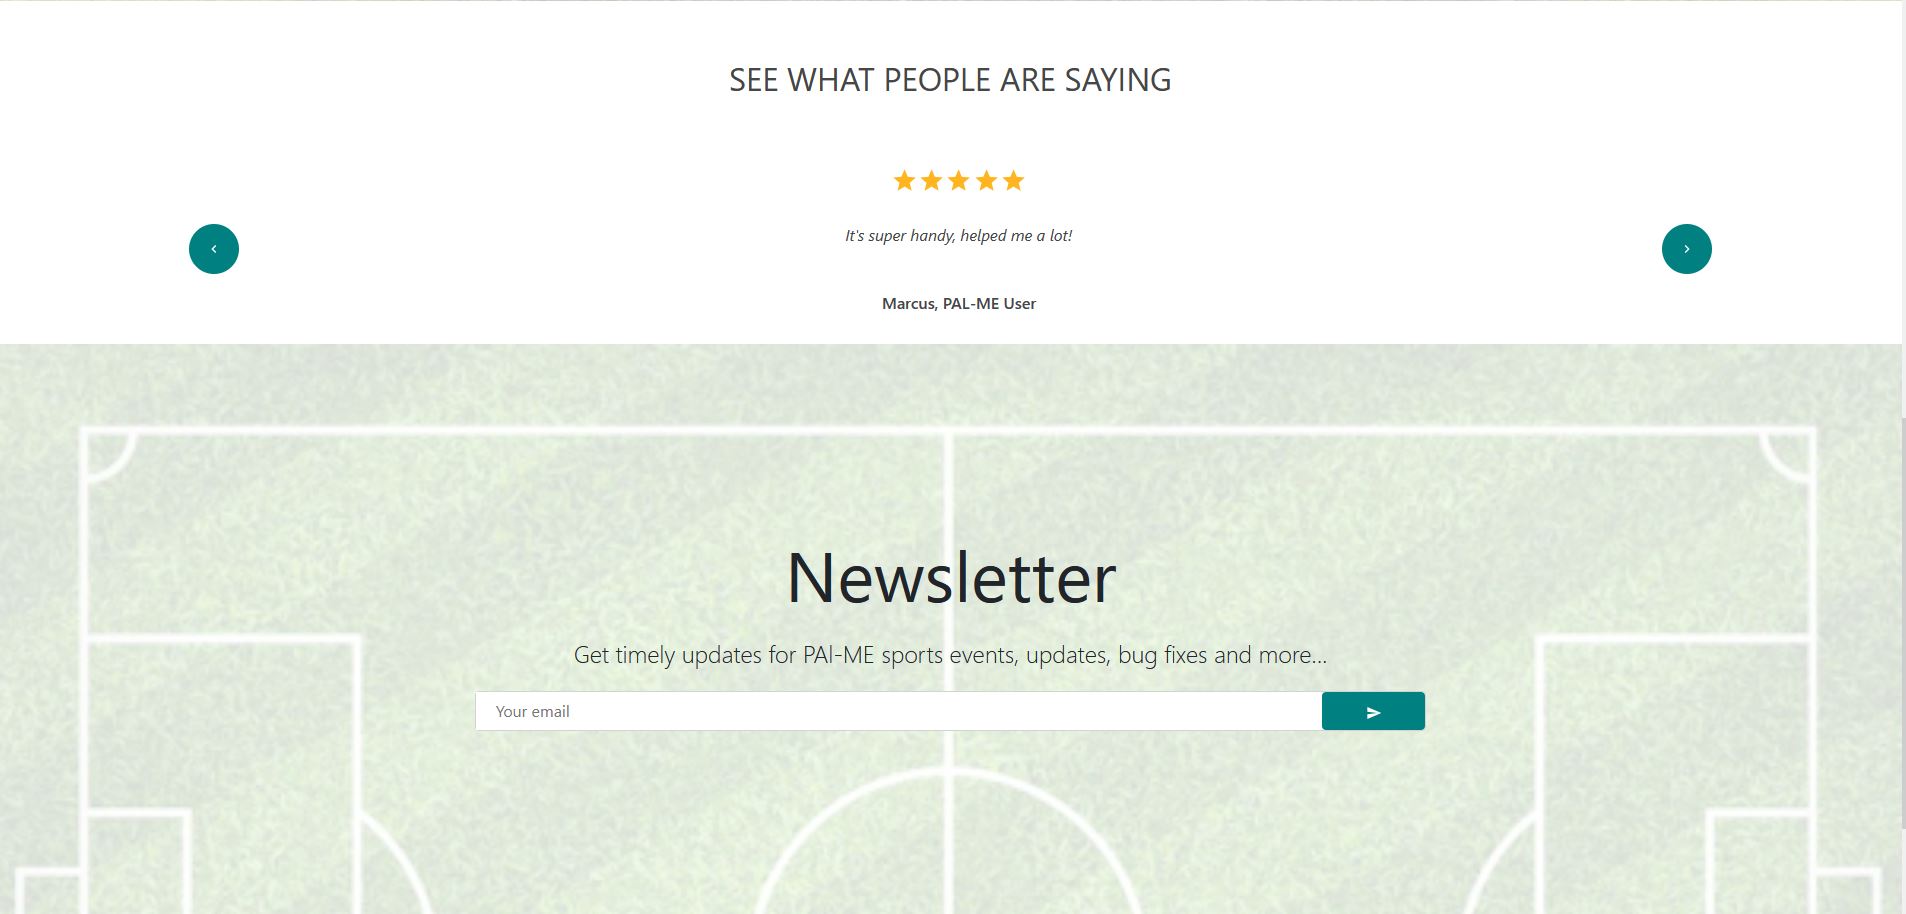 SEE WHAT PEOPLE ARE SAYING
It's super handy, helped me a lot!
Marcus, PAL-ME User
Newsletter
Get timely updates for PAl-ME sports events, updates, bug fixes and more...
Your email